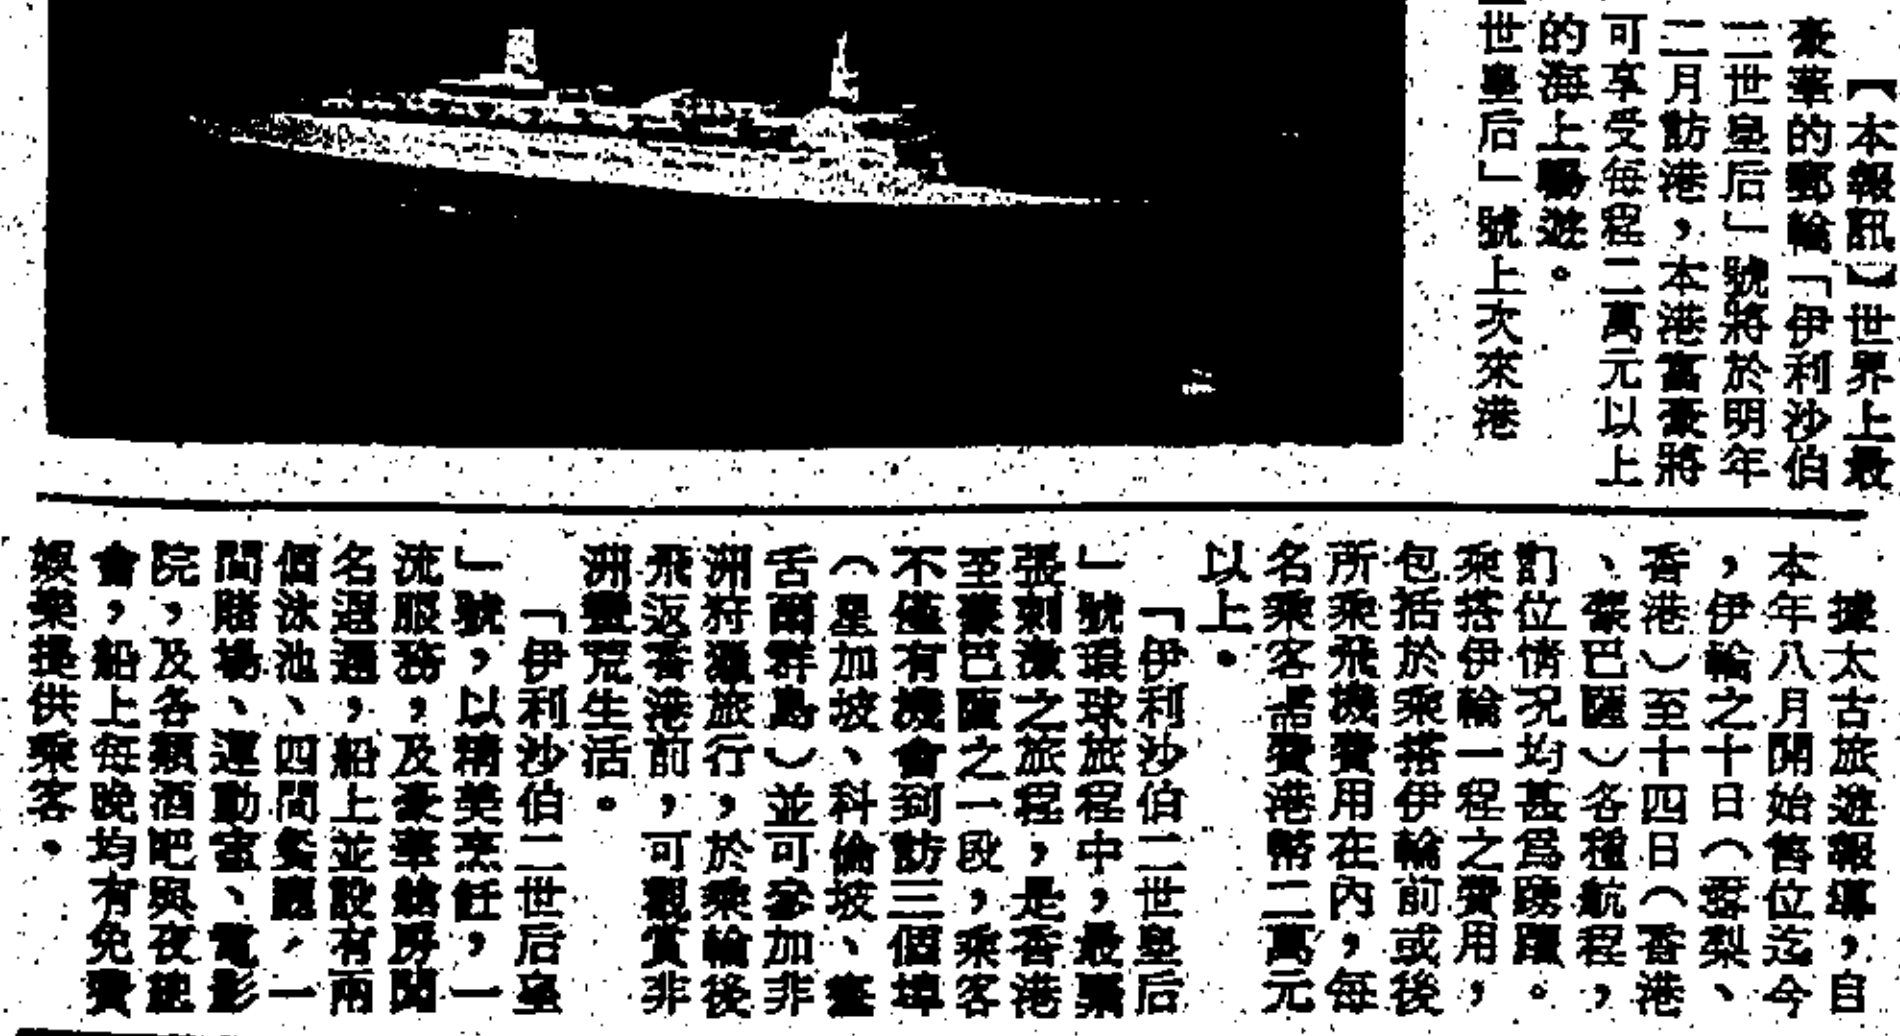 【本報訊】世界上最
豪華的郵輪「伊利沙伯
二世皇后」號將於明年
二月訪港，本港富豪將
可享受每程二萬元以上
的海上暢遊。
世皇后」號上次來港
據太古旅遊報導，自
本年八月開始售位迄今
，伊輪之十日（雪梨、
香港）至十四日（香港
、蒙巴薩）各種航程，
訂位情況均甚爲踴躍。
乘搭伊輪一程之費用，
包括於乘搭伊輪前或後
所乘飛機費用在內，每
名乘客需費港幣二萬元
以上。
「伊利沙伯二世皇后
」號環球旅程中，最緊
張刺激之旅程，是香港
至蒙巴薩之一段，乘客
不僅有機會到訪三個埠
（星加坡、科倫坡、塞
舌爾群島）並可參加非
洲狩獵旅行，於乘輪後
飛返香港前，可觀賞非
洲蠻荒生活。
「伊利沙伯二世后皇
」號，以精美烹飪，一
流服務，及豪華艙房聞
名遐邇，船上並設有兩
個泳池、四間餐廳，一
間賭場、運動室、電影
院，及各類酒吧與夜總
會，船上每晚均有免費
娛樂提供乘客。